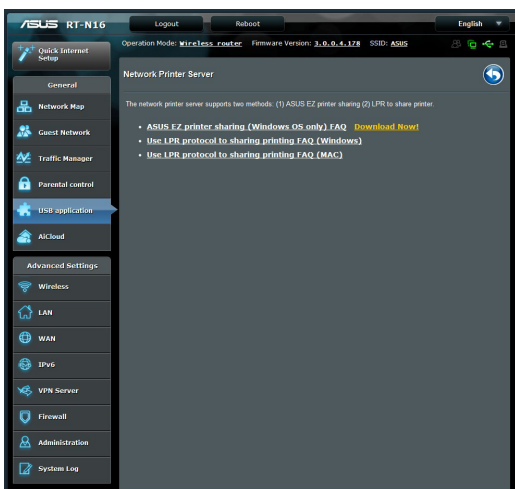 ASUS RT-N16
Logout
Reboot
English
Operation Mode: Wireless router Firmware Version: 3.0.0.4.178 SSID: ASUS
Quick Internet
Setup
General
Network Map
Guest Network
Traffic Manager
Parental control
USB application
AiCloud
Advanced Settings
Wireless
LAN
WAN
IPv6
VPN Server
Firewall
Administration
System Log
Network Printer Server
The network printer server supports two methods: (1) ASUS EZ printer sharing (2) LPR to share printer.
ASUS EZ printer sharing (Windows OS only) FAQ Download Now!
Use LPR protocol to sharing printing FAQ (Windows)
Use LPR protocol to sharing printing FAQ (MAC)